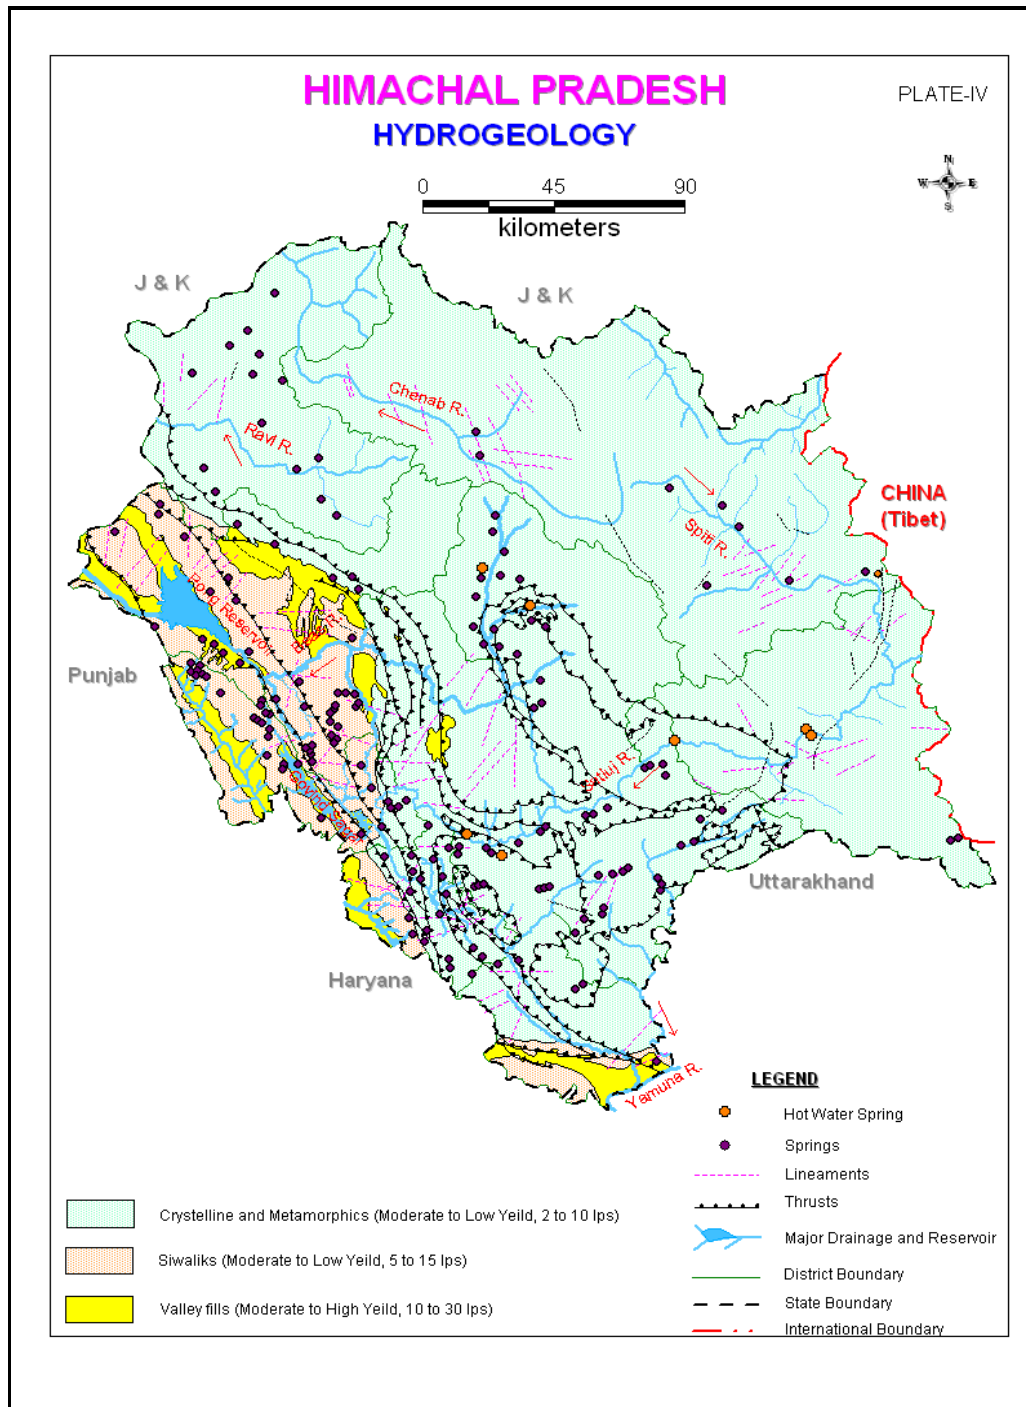 HIMACHAL PRADESH
PLATE-IV
HYDROGEOLOGY
N
W E
S
0 45 90
kilometers
J & K
J & K
Chenab R.
Ravi R.
CHINA
(Tibet)
Spiti R.
Pong Reservoir
Punjab
Satluj R.
Govind Sagar
Uttarakhand
Haryana
Yamuna R.
LEGEND
Hot Water Spring
Springs
Lineaments
Thrusts
Major Drainage and Reservoir
District Boundary
State Boundary
International Boundary
Crystelline and Metamorphics (Moderate to Low Yeild, 2 to 10 lps)
Siwaliks (Moderate to Low Yeild, 5 to 15 lps)
Valley fills (Moderate to High Yeild, 10 to 30 lps)